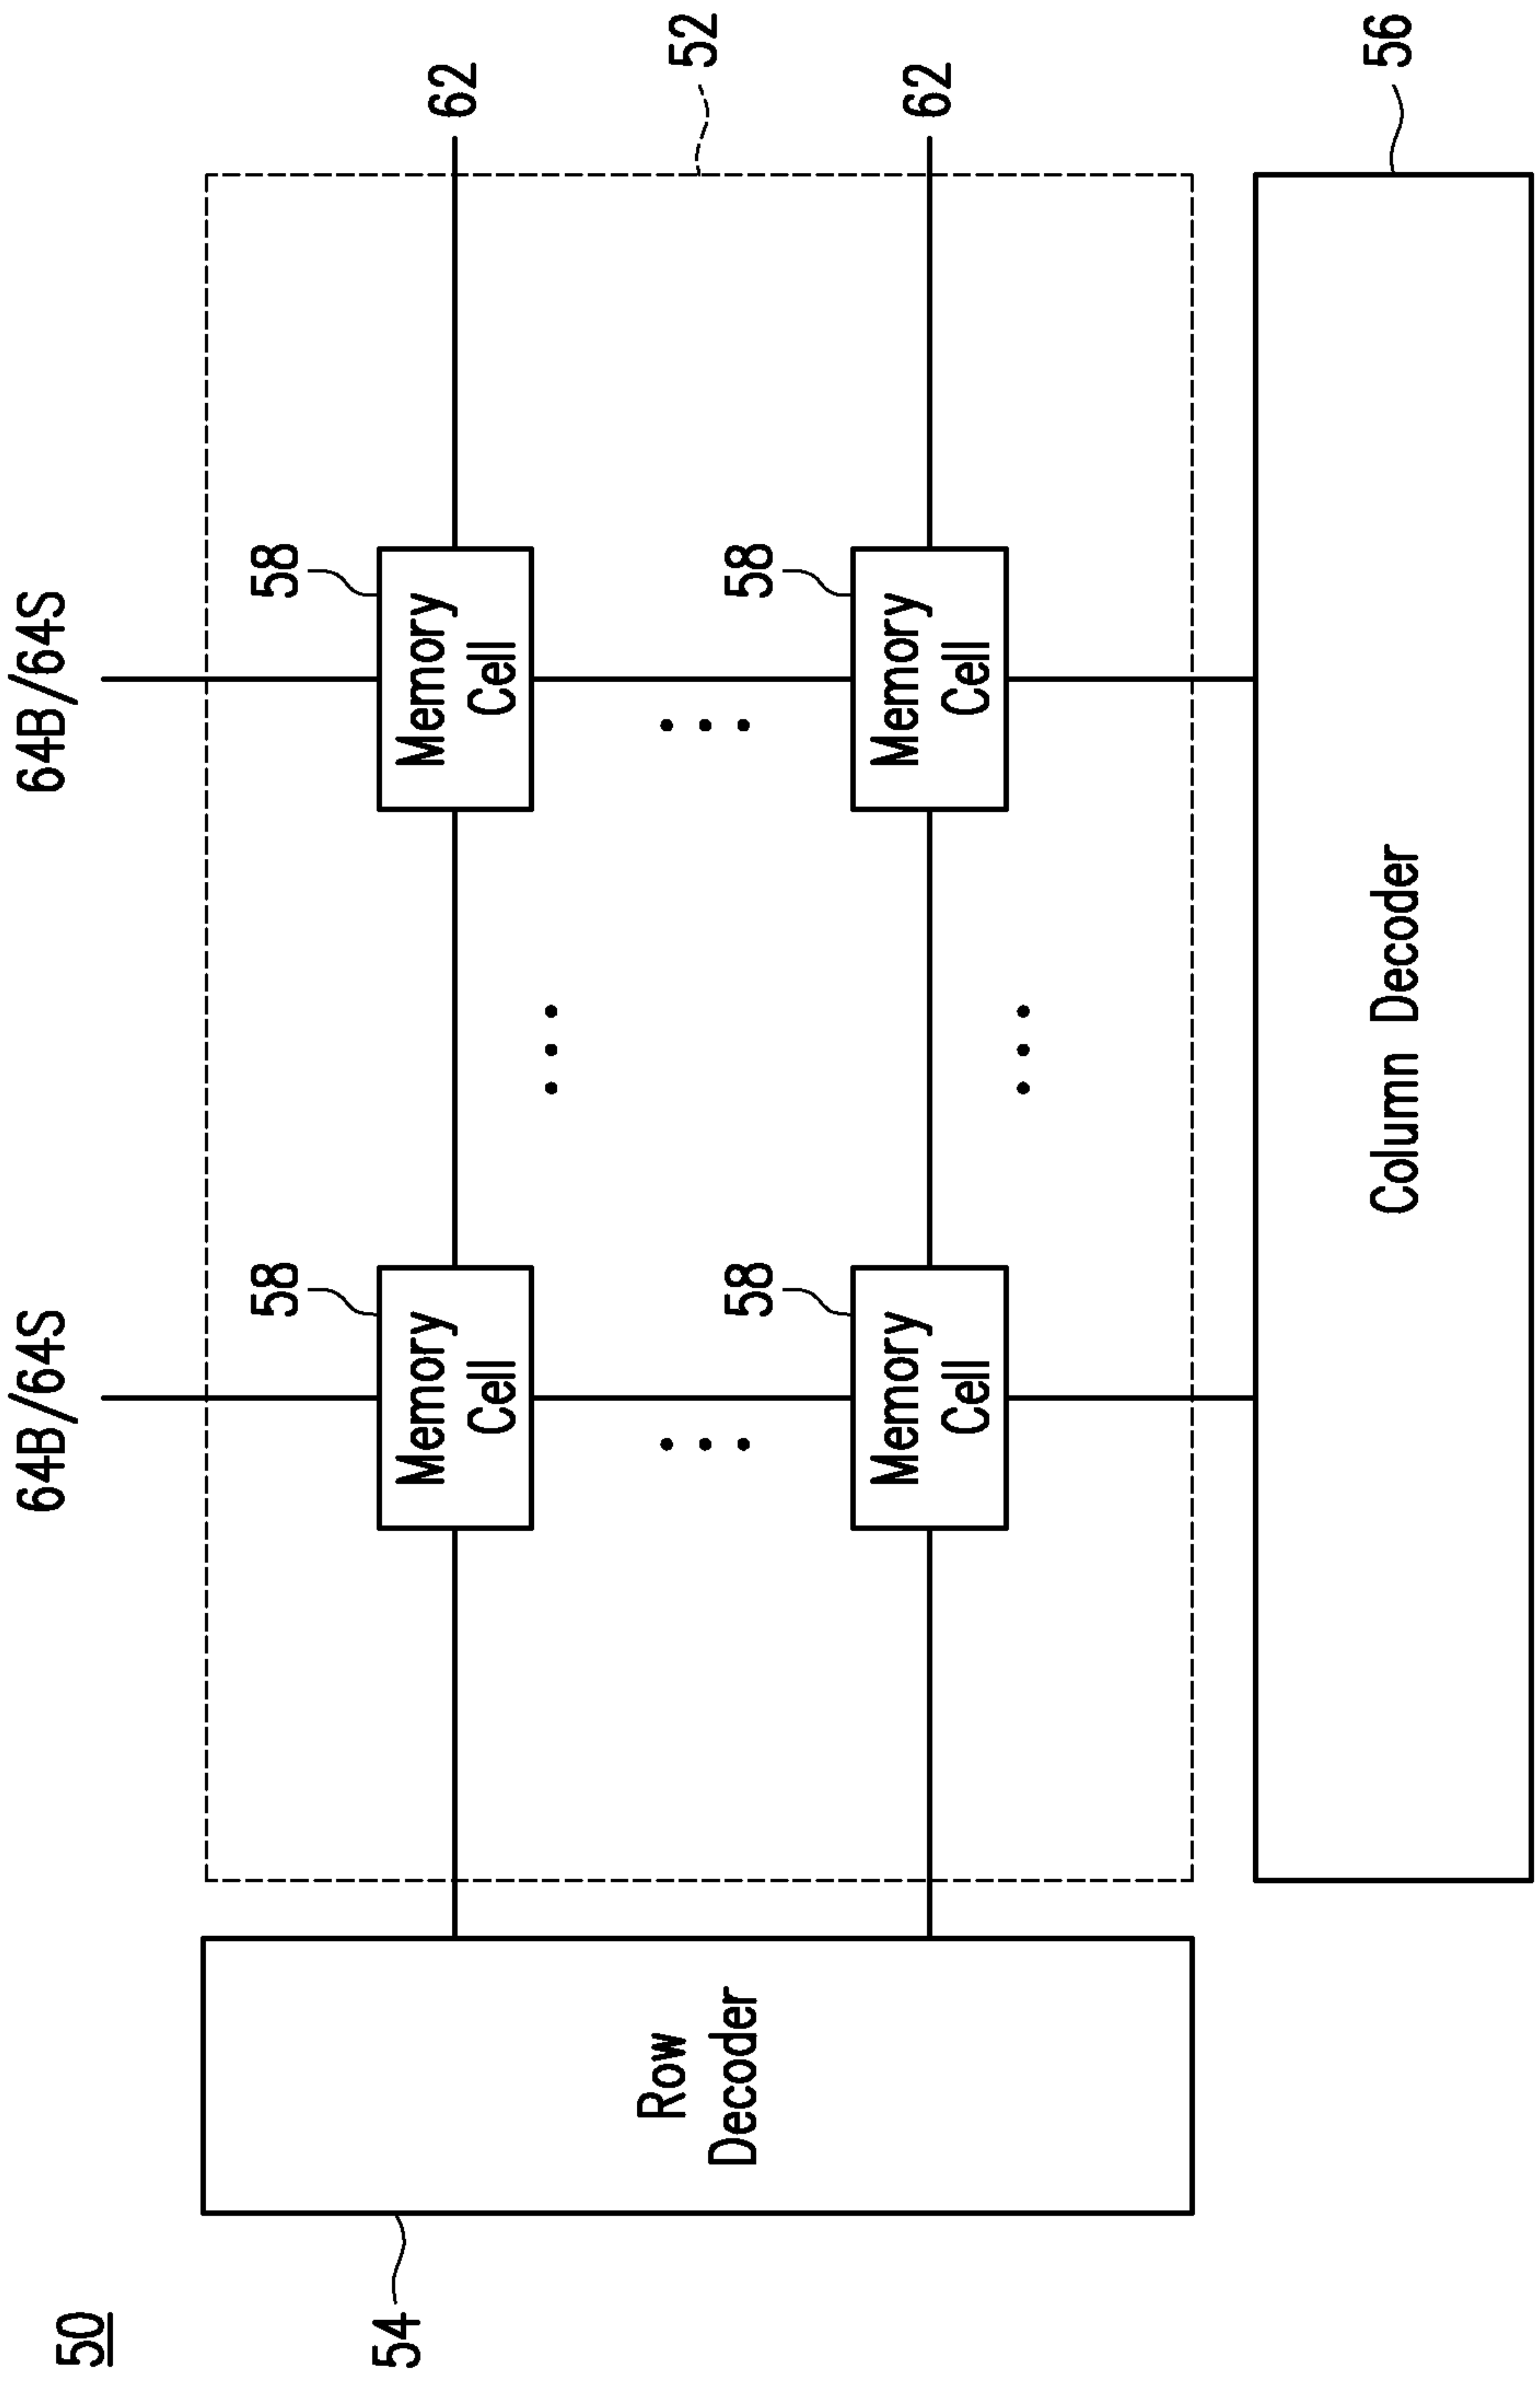 50
64B/64S
64B/64S
54
58
58
62
Memory
Cell
Memory
Cell
52
Row
Decoder
58
58
62
Memory
Cell
Memory
Cell
Column Decoder
56